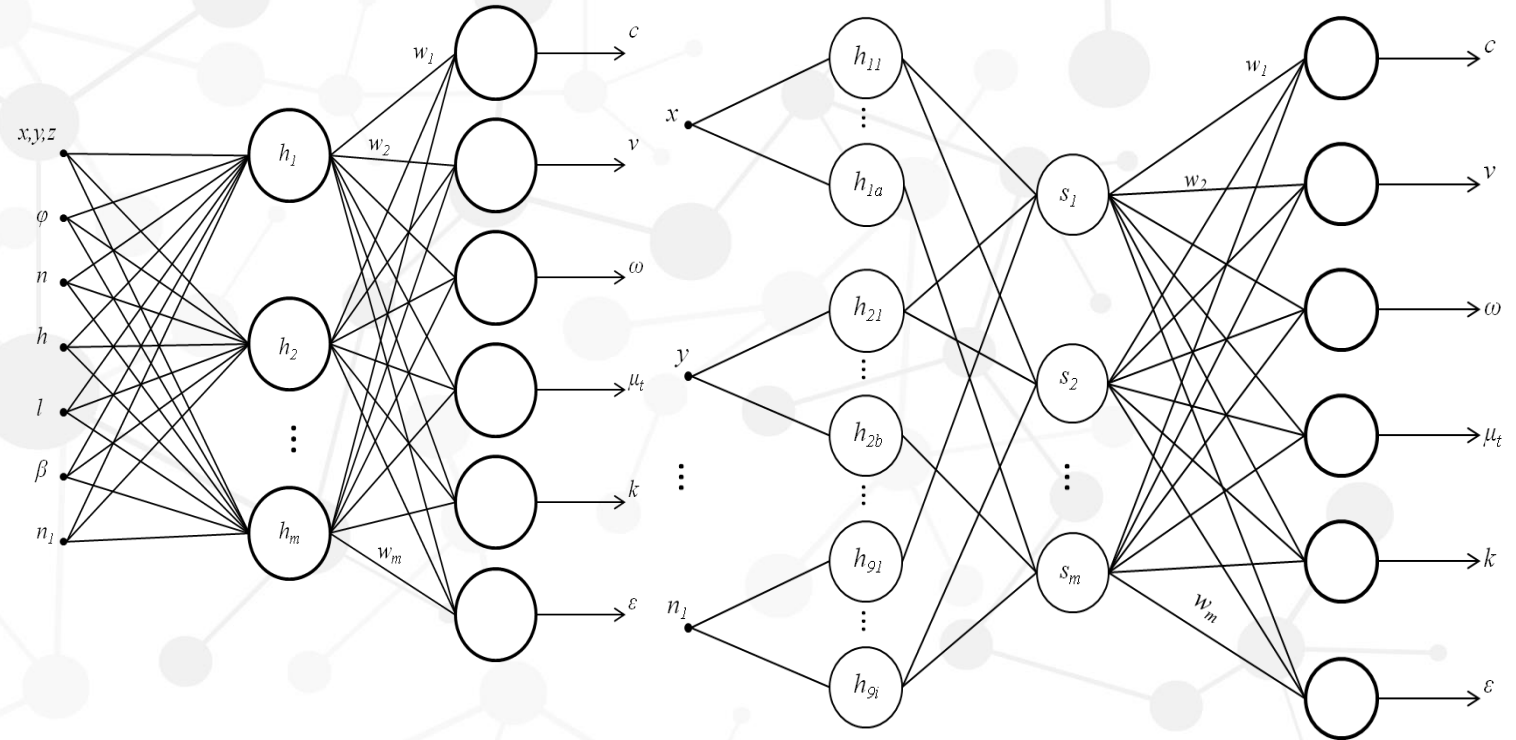 x,y,z
φ
n
h
l
β
n1
h1
h2
⋮
hm
w1
w2
wm
c
v
ω
μt
k
ε
x
y
⋮
n1
h11
⋮
h1a
h21
⋮
h2b
⋮
h91
⋮
h9i
s1
s2
⋮
sm
w1
w2
wm
c
v
ω
μt
k
ε